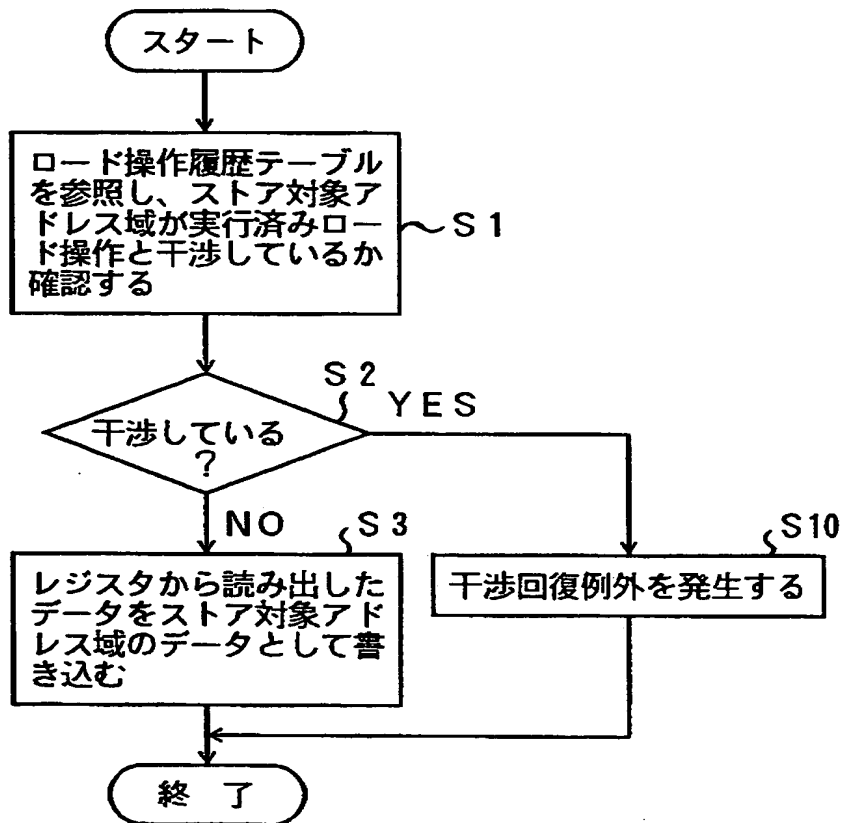 スタート
ロード操作履歴テーブル
を参照し、ストア対象ア
ドレス域が実行済みロー
ド操作と干渉しているか
確認する
S1
S2
YES
干渉している
?
NO
S3
S10
レジスタから読み出した
データをストア対象アド
レス域のデータとして書
き込む
干渉回復例外を発生する
終 了